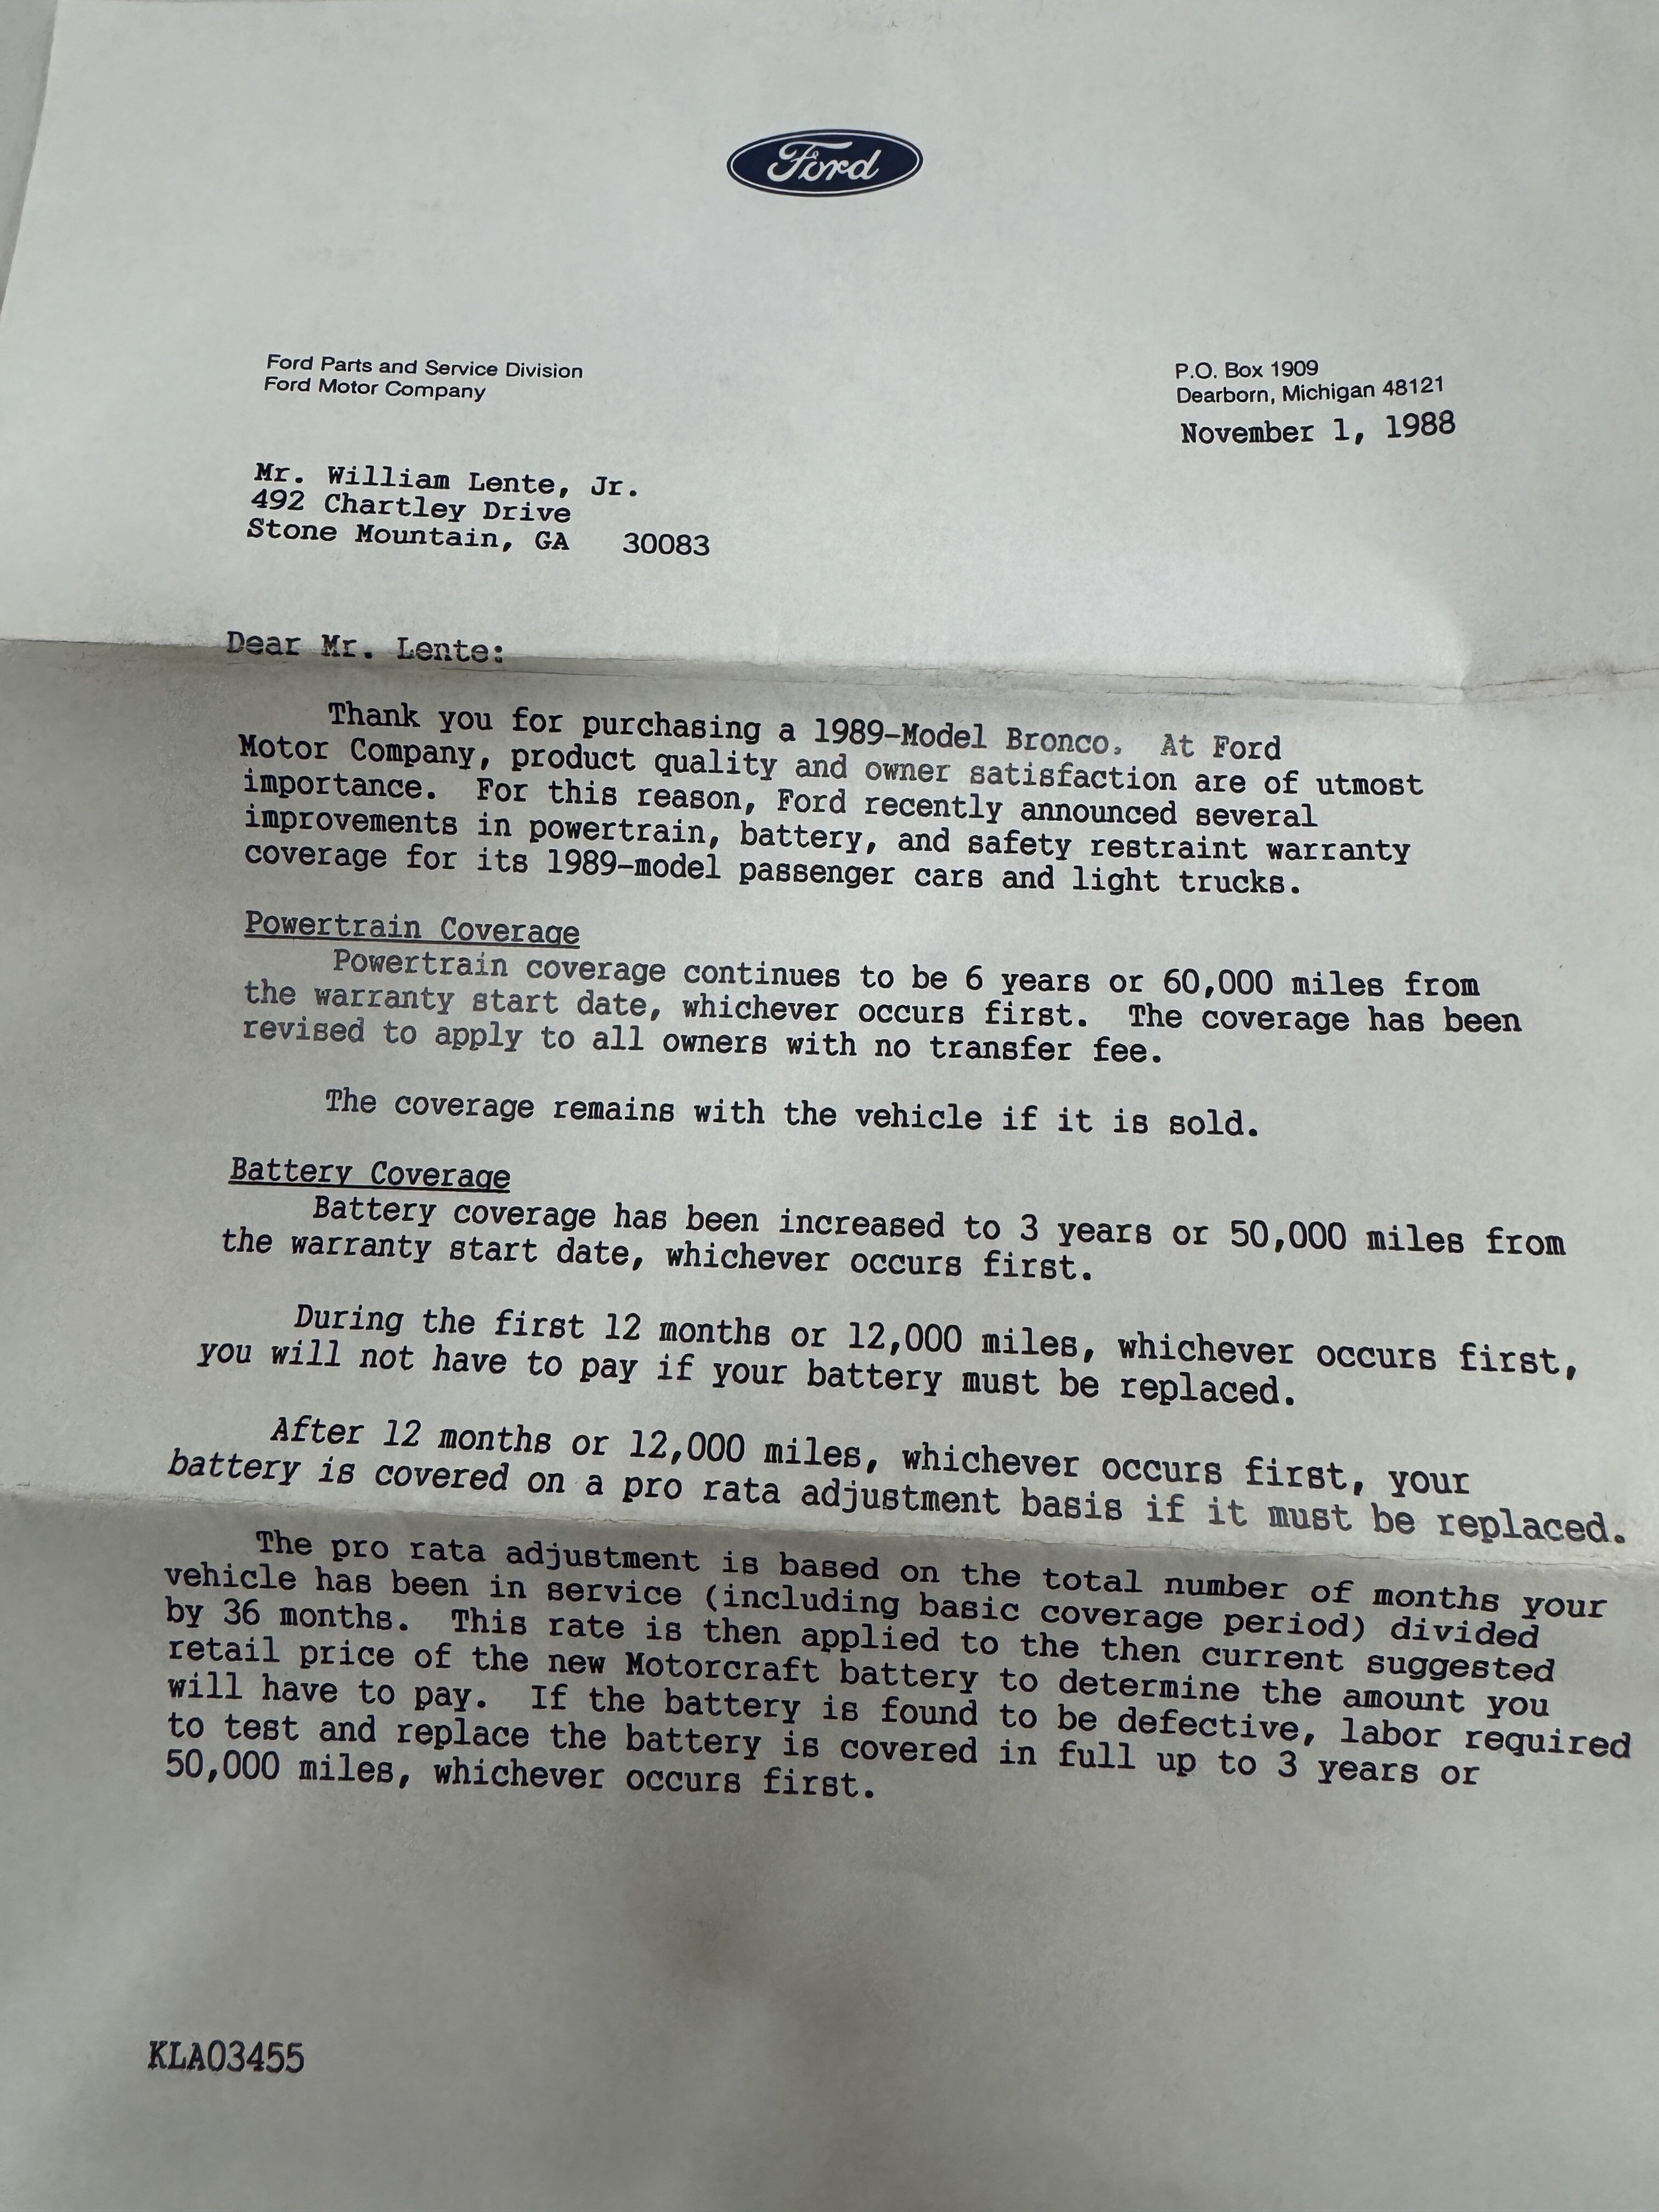 Ford
Ford Parts and Service Division
Ford Motor Company
P.O. Box 1909
Dearborn, Michigan 48121
November 1, 1988
Mr. William Lente, Jr.
492 Chartley Drive
Stone Mountain, GA 30083
Dear Mr. Lente:
Thank you for purchasing a 1989-Model Bronco. At Ford
Motor Company, product quality and owner satisfaction are of utmost
importance. For this reason, Ford recently announced several
improvements in powertrain, battery, and safety restraint warranty
coverage for its 1989-model passenger cars and light trucks.
Powertrain Coverage
Powertrain coverage continues to be 6 years or 60,000 miles from
the warranty start date, whichever occurs first. The coverage has been
revised to apply to all owners with no transfer fee.
The coverage remains with the vehicle if it is sold.
Battery Coverage
Battery coverage has been increased to 3 years or 50,000 miles from
the warranty start date, whichever occurs first.
During the first 12 months or 12,000 miles, whichever occurs first,
you will not have to pay if your battery must be replaced.
After 12 months or 12,000 miles, whichever occurs first, your
battery is covered on a pro rata adjustment basis if it must be replaced.
The pro rata adjustment is based on the total number of months your
vehicle has been in service (including basic coverage period) divided
by 36 months. This rate is then applied to the then current suggested
retail price of the new Motorcraft battery to determine the amount you
will have to pay. If the battery is found to be defective, labor required
to test and replace the battery is covered in full up to 3 years or
50,000 miles, whichever occurs first.
KLA03455